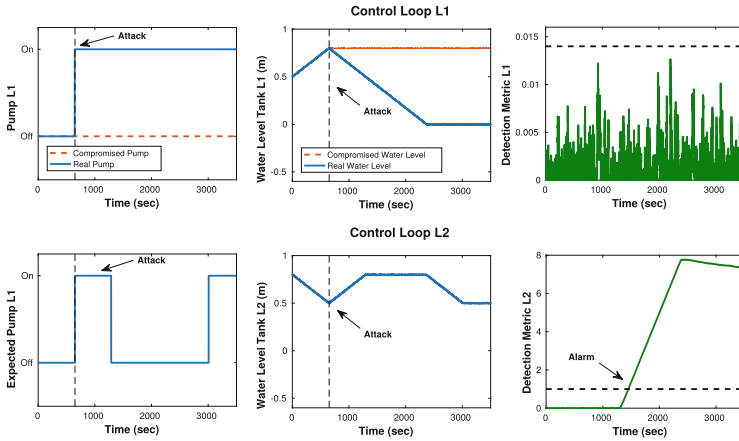 Control Loop L1
On
Off
Pump L1
Attack
Compromised Pump
Real Pump
0
1000
2000
3000
Time (sec)
1
0.5
0
-0.5
Water Level Tank L1 (m)
Attack
Compromised Water Level
Real Water Level
0
1000
2000
3000
Time (sec)
0.015
0.01
0.005
0
Detection Metric L1
0
1000
2000
3000
Time (sec)
Control Loop L2
On
Off
Expected Pump L1
Attack
0
1000
2000
3000
Time (sec)
1
0.5
0
-0.5
Water Level Tank L2 (m)
Attack
0
1000
2000
3000
Time (sec)
8
6
4
2
0
Detection Metric L2
Alarm
0
1000
2000
3000
Time (sec)